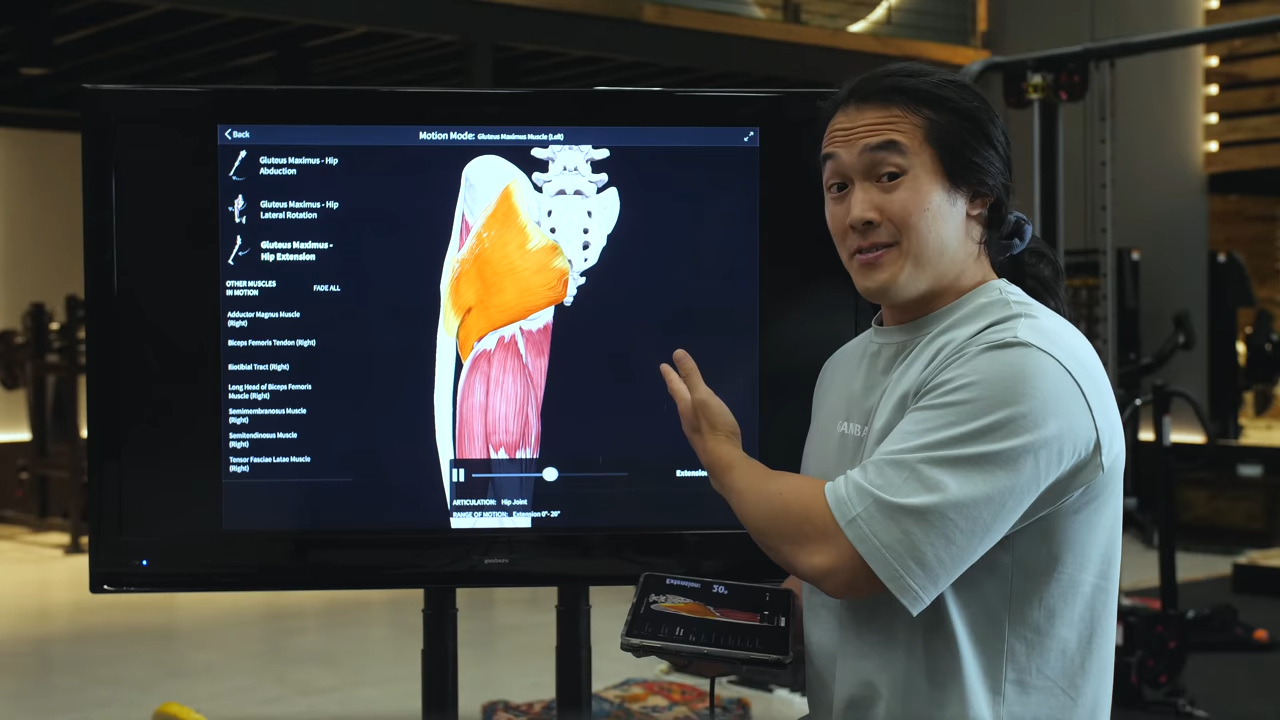 Back
Motion Mode: Gluteus Maximus Muscle (Left)
Gluteus Maximus - Hip
Abduction
Gluteus Maximus - Hip
Lateral Rotation
Gluteus Maximus -
Hip Extension
OTHER MUSCLES
IN MOTION
FADE ALL
Adductor Magnus Muscle
(Right)
Biceps Femoris Tendon (Right)
Iliotibial Tract (Right)
Long Head of Biceps Femoris
Muscle (Right)
Semimembranosus Muscle
(Right)
Semitendinosus Muscle
(Right)
Tensor Fasciae Latae Muscle
(Right)
Extensio
ARTICULATION: Hip Joint
RANGE OF MOTION: Extension 0°- 20°
Extension: 20°